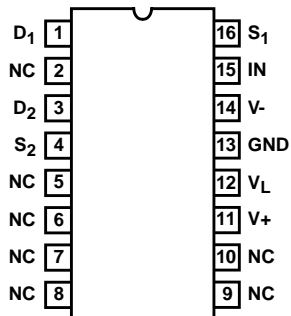 D1 1 16 S1
NC 2 15 IN
D2 3 14 V-
S2 4 13 GND
NC 5 12 VL
NC 6 11 V+
NC 7 10 NC
NC 8 9 NC